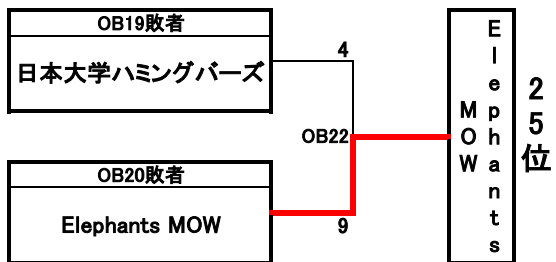 OB19敗者
日本大学ハミングバーズ
4
OB22
OB20敗者
Elephants MOW
9
Elephants
MOW
25位